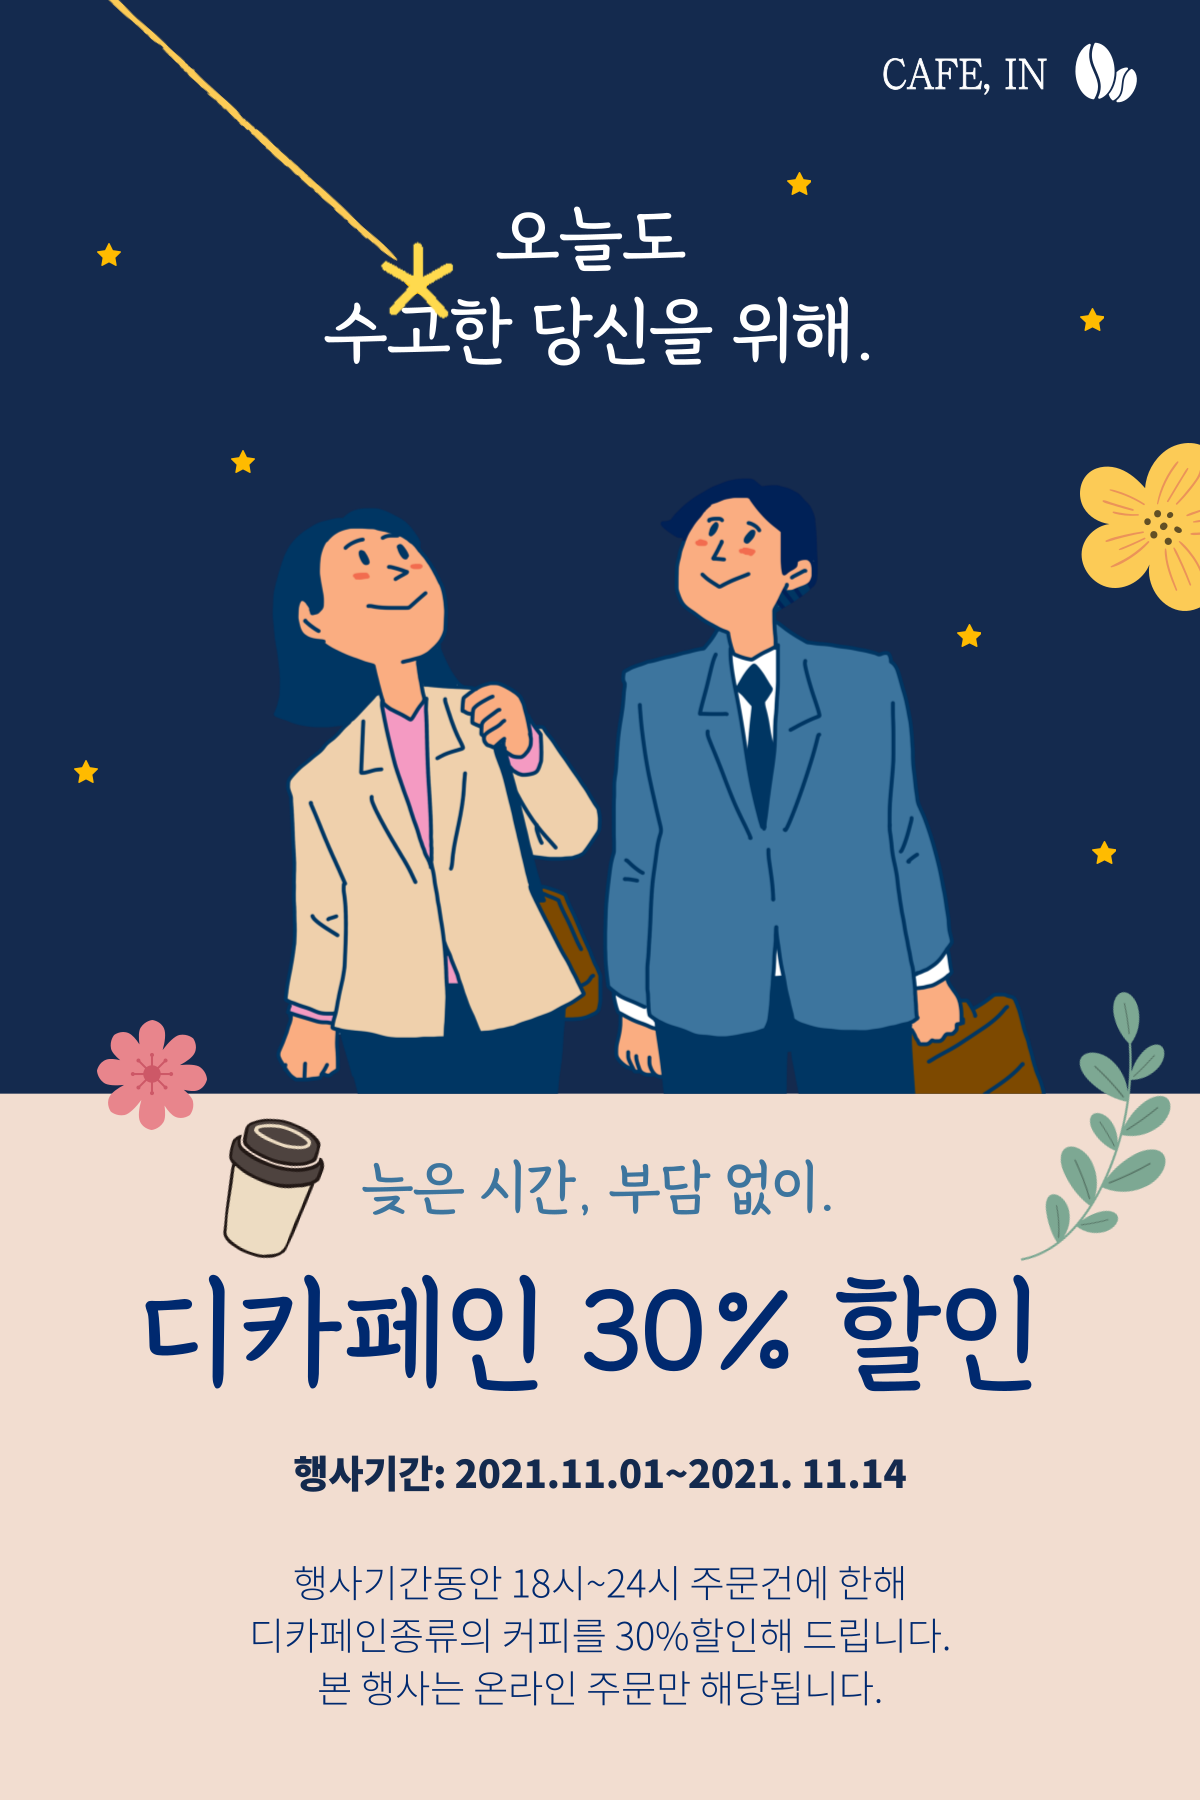 CAFE, IN
오늘도
수고한 당신을 위해.
늦은 시간, 부담 없이.
디카페인 30% 할인
행사기간: 2021.11.01~2021. 11.14
행사기간동안 18시~24시 주문건에 한해
디카페인종류의 커피를 30%할인해 드립니다.
본 행사는 온라인 주문만 해당됩니다.